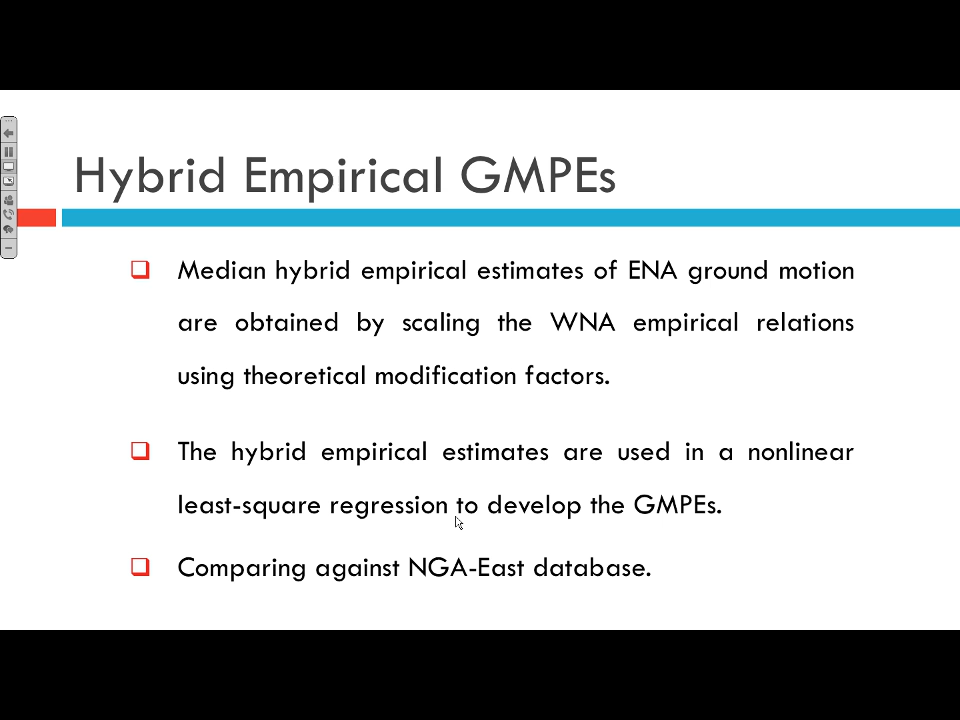 Hybrid Empirical GMPEs
Median hybrid empirical estimates of ENA ground motion
are obtained by scaling the WNA empirical relations
using theoretical modification factors.
The hybrid empirical estimates are used in a nonlinear
least-square regression to develop the GMPEs.
Comparing against NGA-East database.